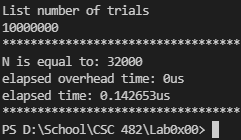 List number of trials
10000000
**********************************
N is equal to: 32000
elapsed overhead time: 0us
elapsed time: 0.142653us
**********************************
PS D:\School\CSC 482\Lab0x00>